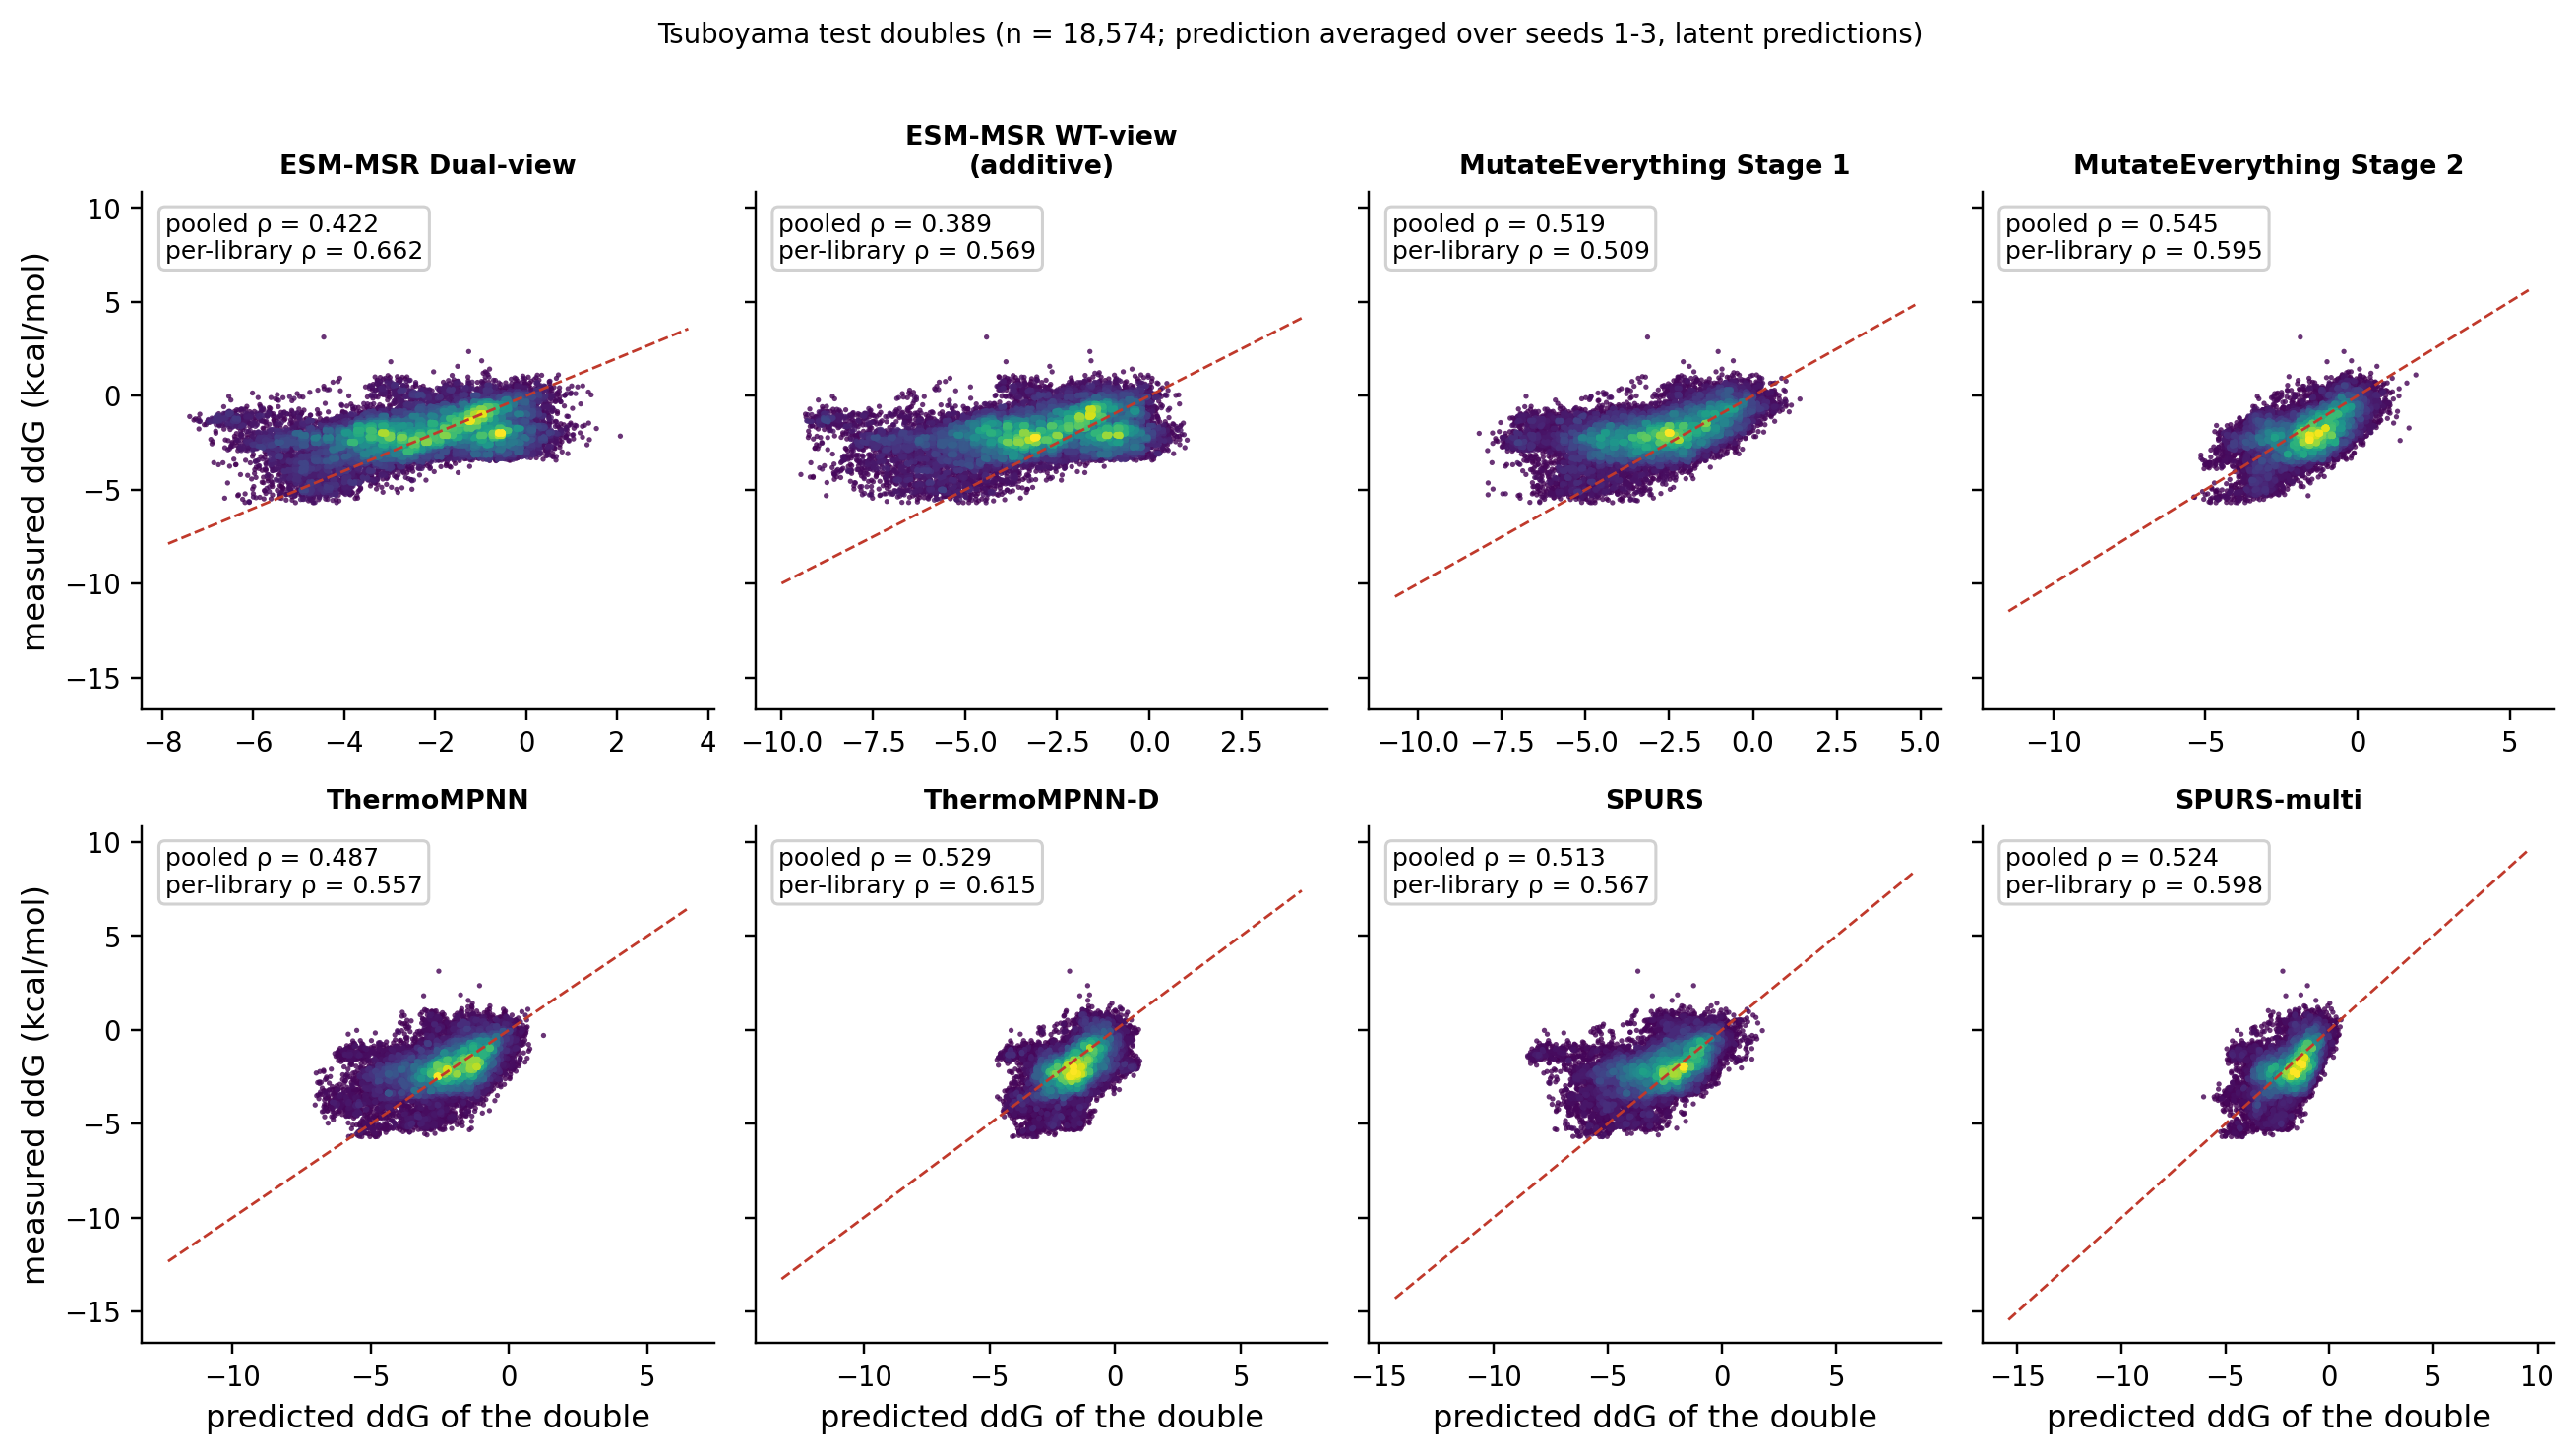 Tsuboyama test doubles (n = 18,574; prediction averaged over seeds 1-3, latent predictions)
ESM-MSR Dual-view
ESM-MSR WT-view
(additive)
MutateEverything Stage 1
MutateEverything Stage 2
measured ddG (kcal/mol)
10
5
0
−5
−10
−15
pooled ρ = 0.422
per-library ρ = 0.662
pooled ρ = 0.389
per-library ρ = 0.569
pooled ρ = 0.519
per-library ρ = 0.509
pooled ρ = 0.545
per-library ρ = 0.595
−8 −6 −4 −2 0 2 4
−10.0 −7.5 −5.0 −2.5 0.0 2.5
−10.0 −7.5 −5.0 −2.5 0.0 2.5 5.0
−10 −5 0 5
ThermoMPNN
ThermoMPNN-D
SPURS
SPURS-multi
measured ddG (kcal/mol)
10
5
0
−5
−10
−15
pooled ρ = 0.487
per-library ρ = 0.557
pooled ρ = 0.529
per-library ρ = 0.615
pooled ρ = 0.513
per-library ρ = 0.567
pooled ρ = 0.524
per-library ρ = 0.598
−10 −5 0 5
−10 −5 0 5
−15 −10 −5 0 5
−15 −10 −5 0 5 10
predicted ddG of the double
predicted ddG of the double
predicted ddG of the double
predicted ddG of the double